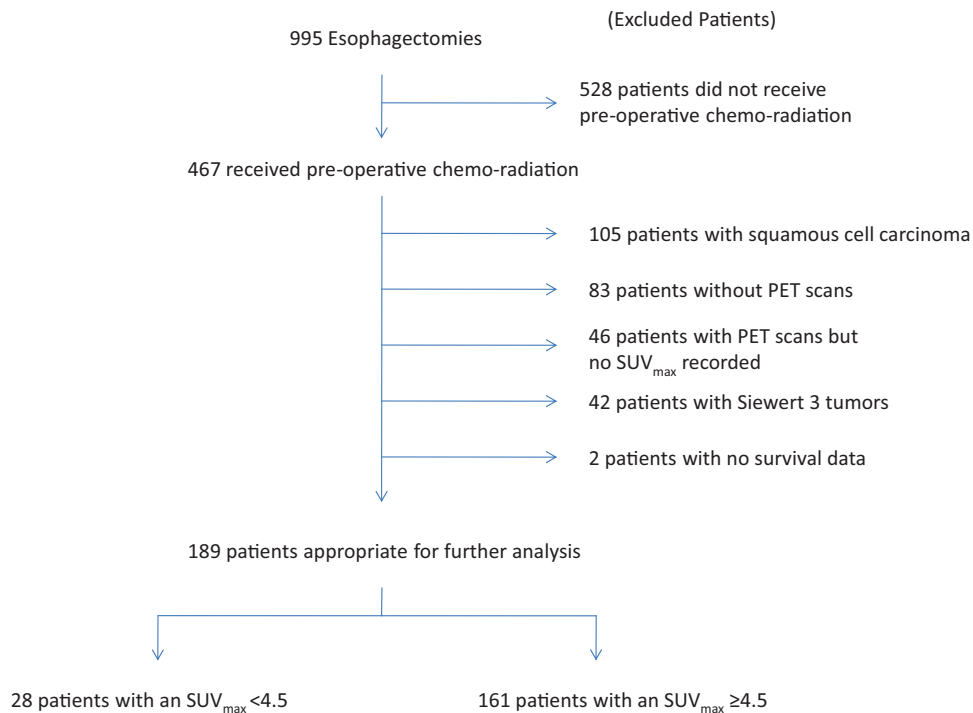 (Excluded Patients)
995 Esophagectomies
528 patients did not receive
pre-operative chemo-radiation
467 received pre-operative chemo-radiation
105 patients with squamous cell carcinoma
83 patients without PET scans
46 patients with PET scans but
no SUVmax recorded
42 patients with Siewert 3 tumors
2 patients with no survival data
189 patients appropriate for further analysis
28 patients with an SUVmax <4.5
161 patients with an SUVmax ≥4.5